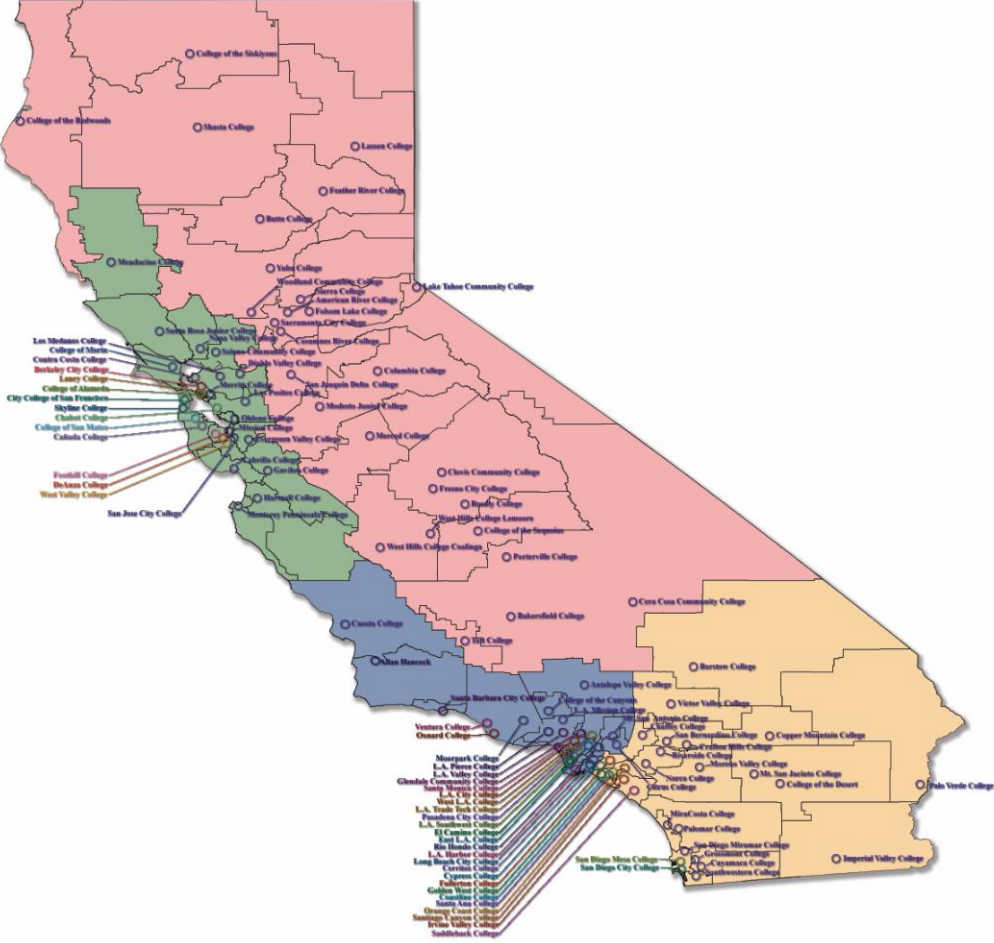 College of the Siskiyous
College of the Redwoods
Shasta College
Lassen College
Feather River College
Butte College
Mendocino College
Yuba College
Woodland Community College
Lake Tahoe Community College
Sierra College
American River College
Folsom Lake College
Sacramento City College
Santa Rosa Junior College
Cosumnes River College
Napa Valley College
Los Medanos College
Solano Community College
College of Marin
Contra Costa College
Diablo Valley College
Berkeley City College
Columbia College
Laney College
Merritt College
San Joaquin Delta College
College of Alameda
Las Positas College
City College of San Francisco
Skyline College
Modesto Junior College
Chabot College
Ohlone College
College of San Mateo
Mission College
Cañada College
Evergreen Valley College
Merced College
Cabrillo College
Gavilan College
Foothill College
Clovis Community College
DeAnza College
Fresno City College
West Valley College
Hartnell College
Reedly College
San Jose City College
Monterey Peninsula College
West Hills College Lemoore
College of the Sequoias
West Hills College Coalinga
Porterville College
Cerro Coso Community College
Bakersfield College
Cuesta College
Taft College
Allan Hancock
Barstow College
Antelope Valley College
Santa Barbara City College
College of the Canyons
Victor Valley College
L.A. Mission College
Mt. San Antonio College
Ventura College
Chaffey College
Oxnard College
San Bernardino College
Copper Mountain College
Crafton Hills College
Riverside College
Moorpark College
L.A. Pierce College
Moreno Valley College
L.A. Valley College
Mt. San Jacinto College
Norco College
Glendale Community College
College of the Desert
Palo Verde College
Santa Monica College
Citrus College
L.A. City College
West L.A. College
L.A. Trade Tech College
Pasadena City College
MiraCosta College
L.A. Southwest College
Palomar College
El Camino College
East L.A. College
San Diego Miramar College
Rio Hondo College
Grossmont College
L.A. Harbor College
San Diego Mesa College
Imperial Valley College
Long Beach City College
Cuyamaca College
Cerritos College
San Diego City College
Southwestern College
Cypress College
Fullerton College
Golden West College
Coastline College
Santa Ana College
Orange Coast College
Santiago Canyon College
Irvine Valley College
Saddleback College